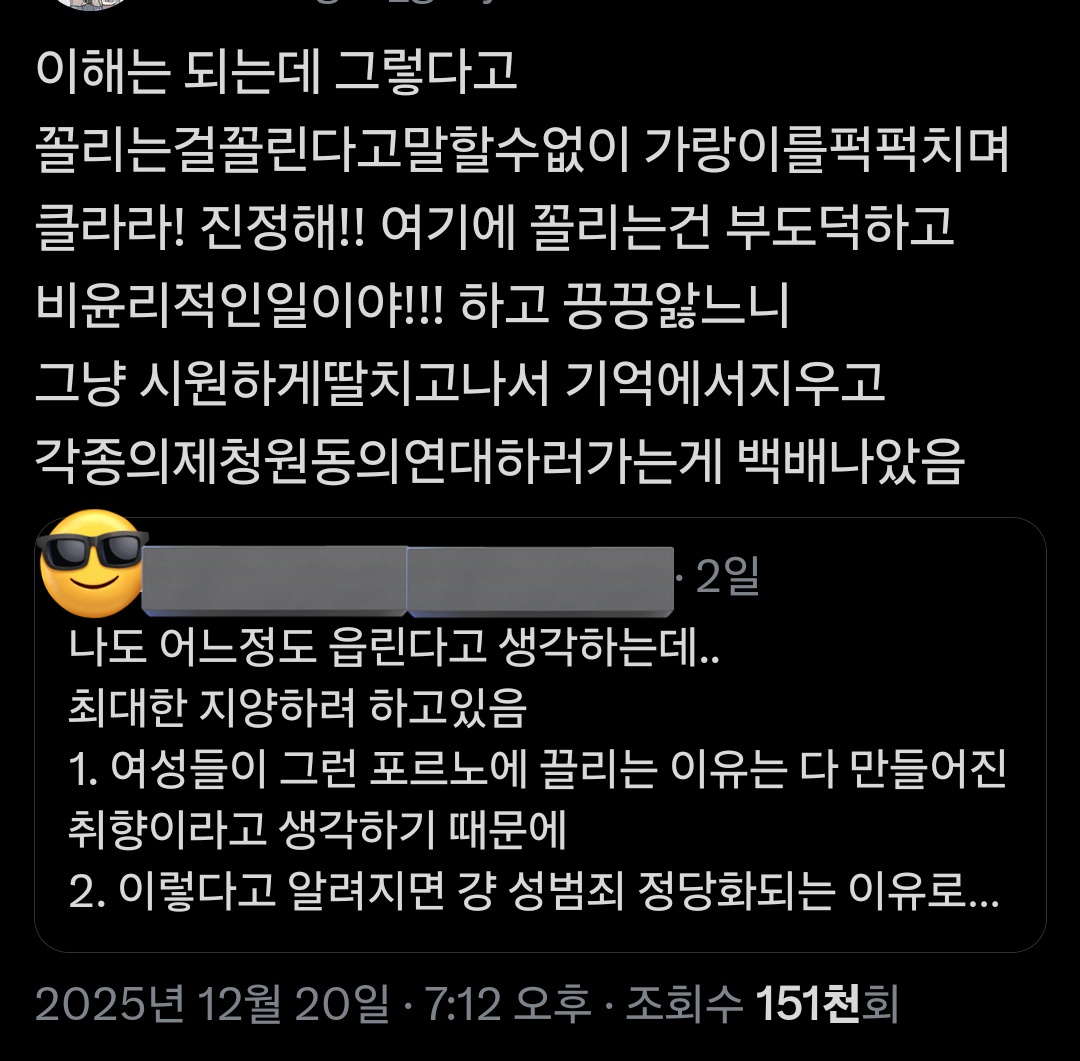 이해는 되는데 그렇다고
꼴리는걸꼴린다고말할수없이 가랑이를퍽퍽치며
클라라! 진정해!! 여기에 꼴리는건 부도덕하고
비윤리적인일이야!!! 하고 끙끙앓느니
그냥 시원하게딸치고나서 기억에서지우고
각종의제청원동의연대하러가는게 백배나았음
· 2일
나도 어느정도 읍린다고 생각하는데..
최대한 지양하려 하고있음
1. 여성들이 그런 포르노에 끌리는 이유는 다 만들어진
취향이라고 생각하기 때문에
2. 이렇다고 알려지면 걍 성범죄 정당화되는 이유로...
2025년 12월 20일 · 7:12 오후 · 조회수 151천회